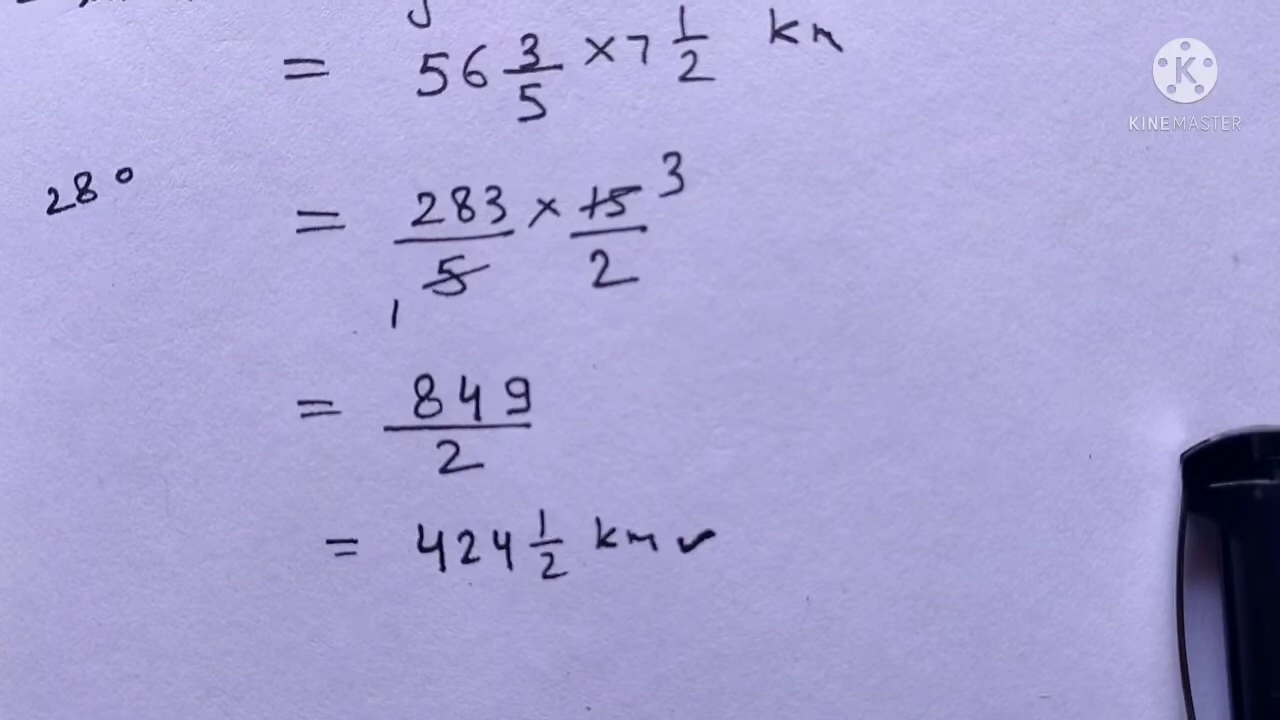 = 56 3/5 × 7 1/2 km
KINEMASTER
28°
= 283/5 × 15/2 3
1
= 849/2
= 424 1/2 km ✓